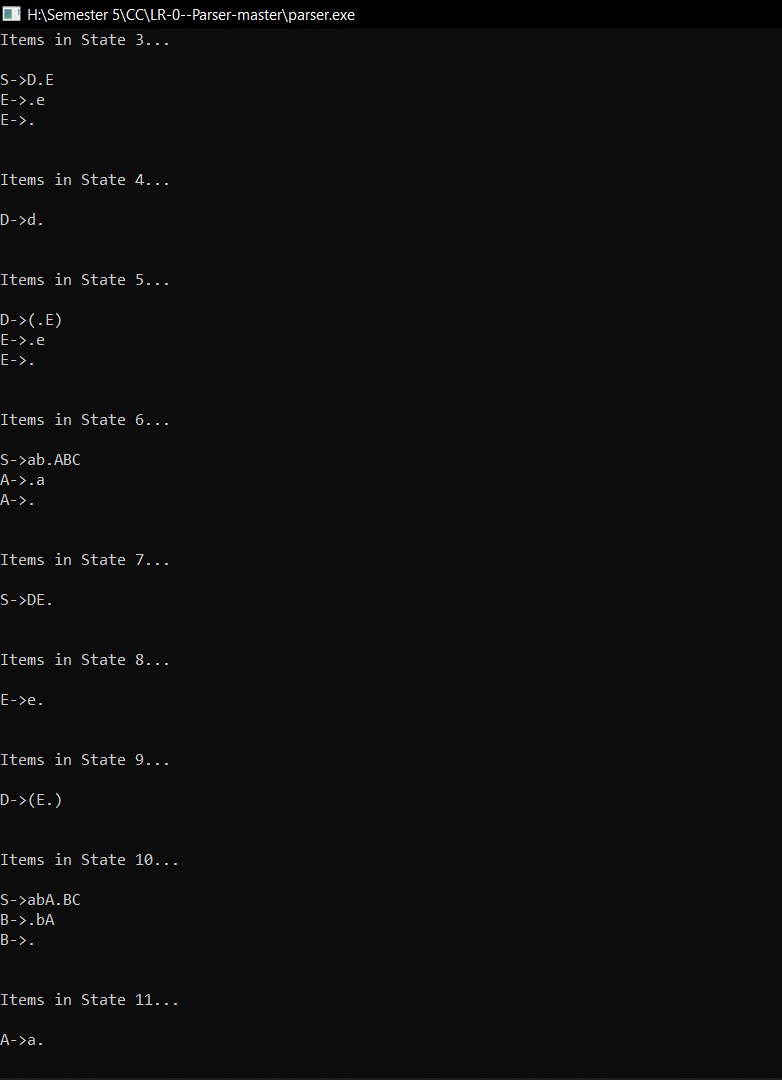 H:\Semester 5\CC\LR-0--Parser-master\parser.exe
Items in State 3...
S->D.E
E->.e
E->.
Items in State 4...
D->d.
Items in State 5...
D->(.E)
E->.e
E->.
Items in State 6...
S->ab.ABC
A->.a
A->.
Items in State 7...
S->DE.
Items in State 8...
E->e.
Items in State 9...
D->(E.)
Items in State 10...
S->abA.BC
B->.bA
B->.
Items in State 11...
A->a.